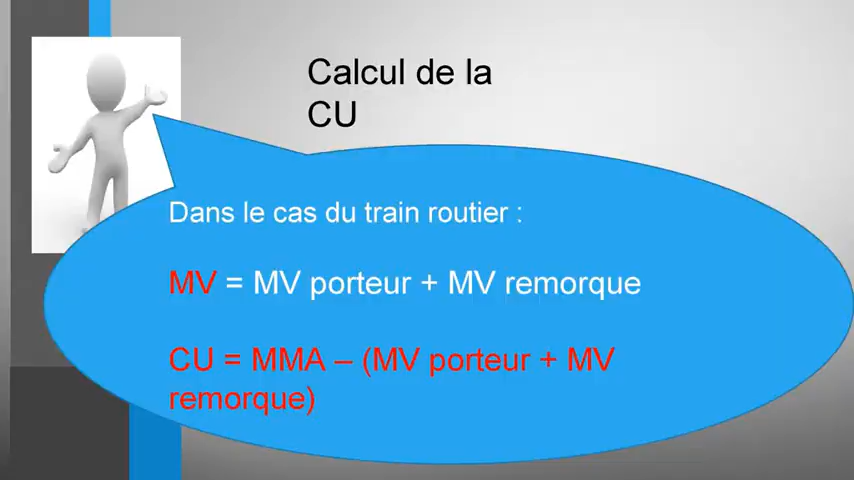 Calcul de la
CU
Dans le cas du train routier :
MV = MV porteur + MV remorque
CU = MMA – (MV porteur + MV
remorque)